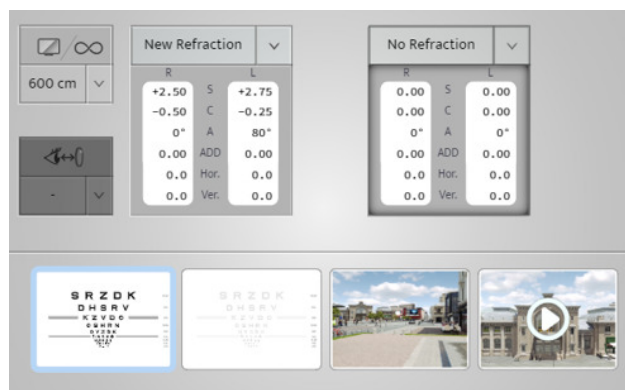 600 cm
-
New Refraction
R L
+2.50 S +2.75
−0.50 C −0.25
0° A 80°
0.00 ADD 0.00
0.0 Hor. 0.0
0.0 Ver. 0.0
No Refraction
R L
0.00 S 0.00
0.00 C 0.00
0° A 0°
0.00 ADD 0.00
0.0 Hor. 0.0
0.0 Ver. 0.0
S R Z D K
D H S R V
K Z V D C
S R Z D K
D H S R V